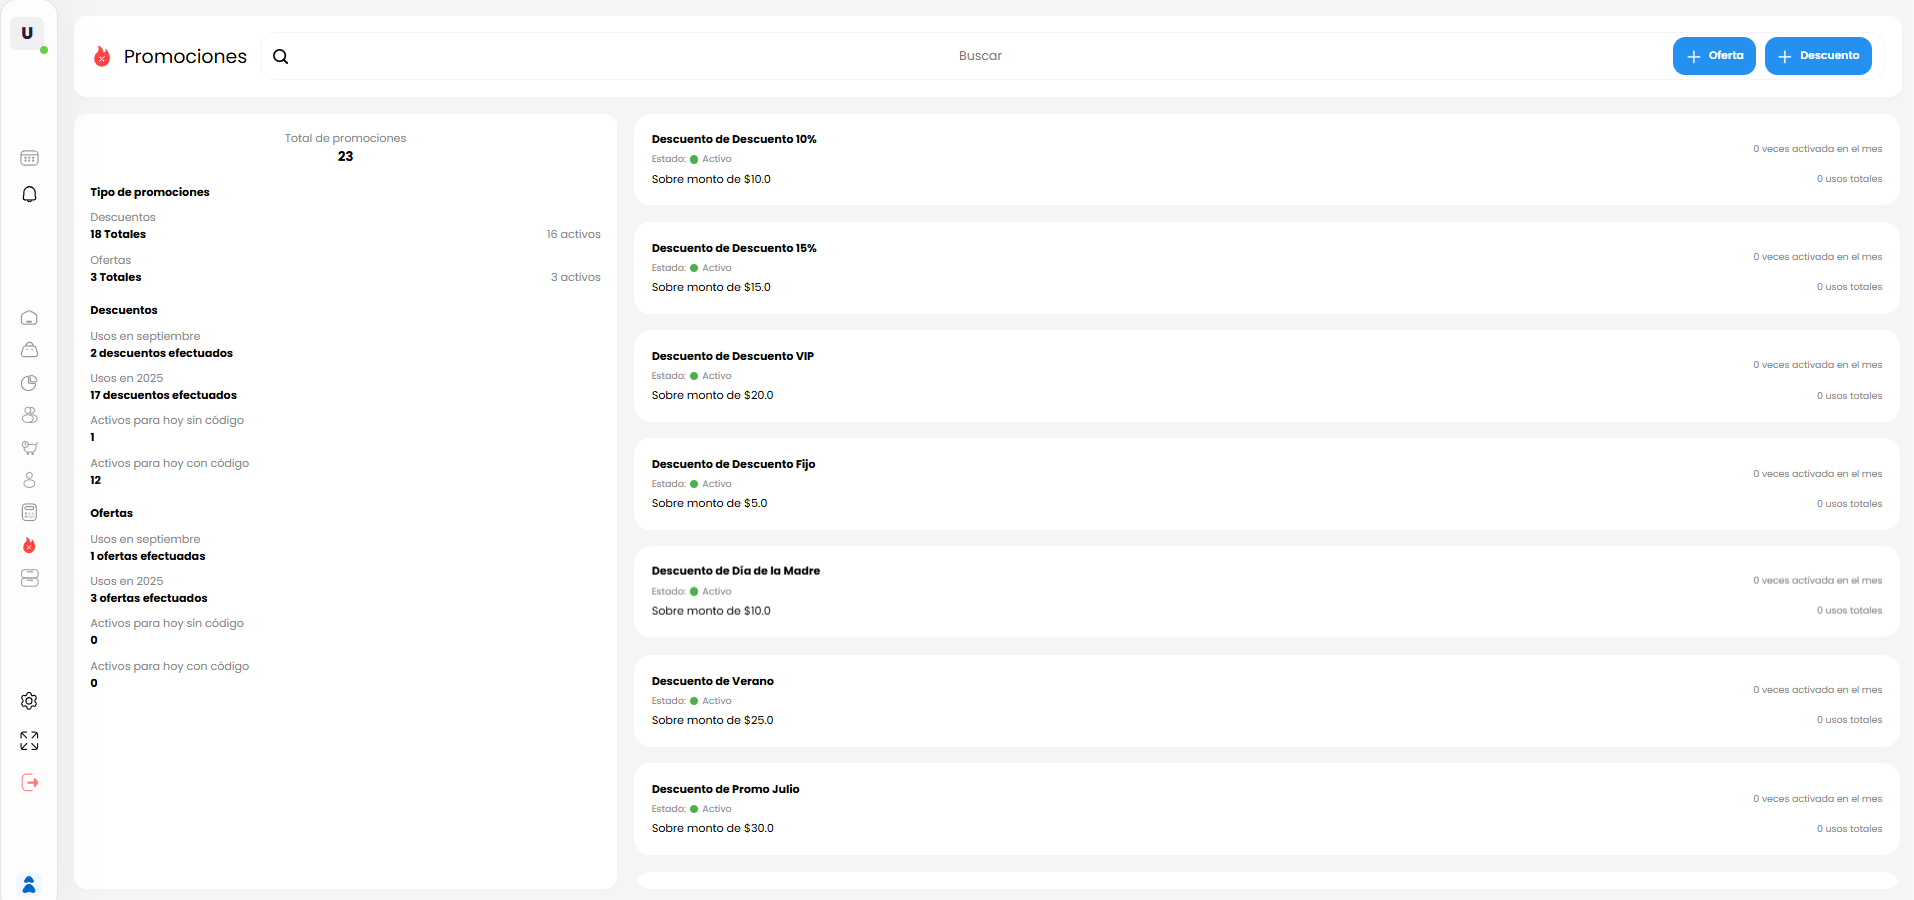 U
Promociones
Buscar
Oferta
Descuento
Total de promociones
23
Tipo de promociones
Descuentos
18 Totales
16 activos
Ofertas
3 Totales
3 activos
Descuentos
Usos en septiembre
2 descuentos efectuados
Usos en 2025
17 descuentos efectuados
Activos para hoy sin código
1
Activos para hoy con código
12
Ofertas
Usos en septiembre
1 ofertas efectuadas
Usos en 2025
3 ofertas efectuados
Activos para hoy sin código
0
Activos para hoy con código
0
Descuento de Descuento 10%
Estado: Activo
Sobre monto de $10.0
0 veces activada en el mes
0 usos totales
Descuento de Descuento 15%
Estado: Activo
Sobre monto de $15.0
0 veces activada en el mes
0 usos totales
Descuento de Descuento VIP
Estado: Activo
Sobre monto de $20.0
0 veces activada en el mes
0 usos totales
Descuento de Descuento Fijo
Estado: Activo
Sobre monto de $5.0
0 veces activada en el mes
0 usos totales
Descuento de Día de la Madre
Estado: Activo
Sobre monto de $10.0
0 veces activada en el mes
0 usos totales
Descuento de Verano
Estado: Activo
Sobre monto de $25.0
0 veces activada en el mes
0 usos totales
Descuento de Promo Julio
Estado: Activo
Sobre monto de $30.0
0 veces activada en el mes
0 usos totales